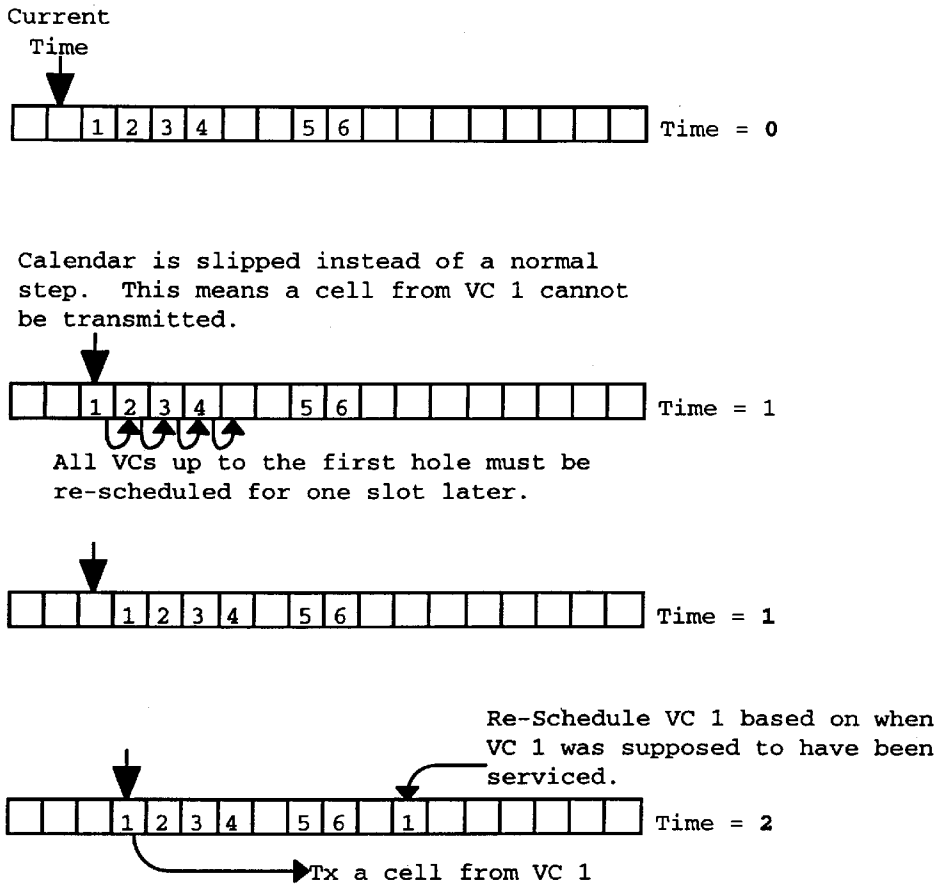 Current
Time
1 2 3 4 5 6 Time = 0
Calendar is slipped instead of a normal
step. This means a cell from VC 1 cannot
be transmitted.
1 2 3 4 5 6 Time = 1
All VCs up to the first hole must be
re-scheduled for one slot later.
1 2 3 4 5 6 Time = 1
Re-Schedule VC 1 based on when
VC 1 was supposed to have been
serviced.
1 2 3 4 5 6 1 Time = 2
Tx a cell from VC 1